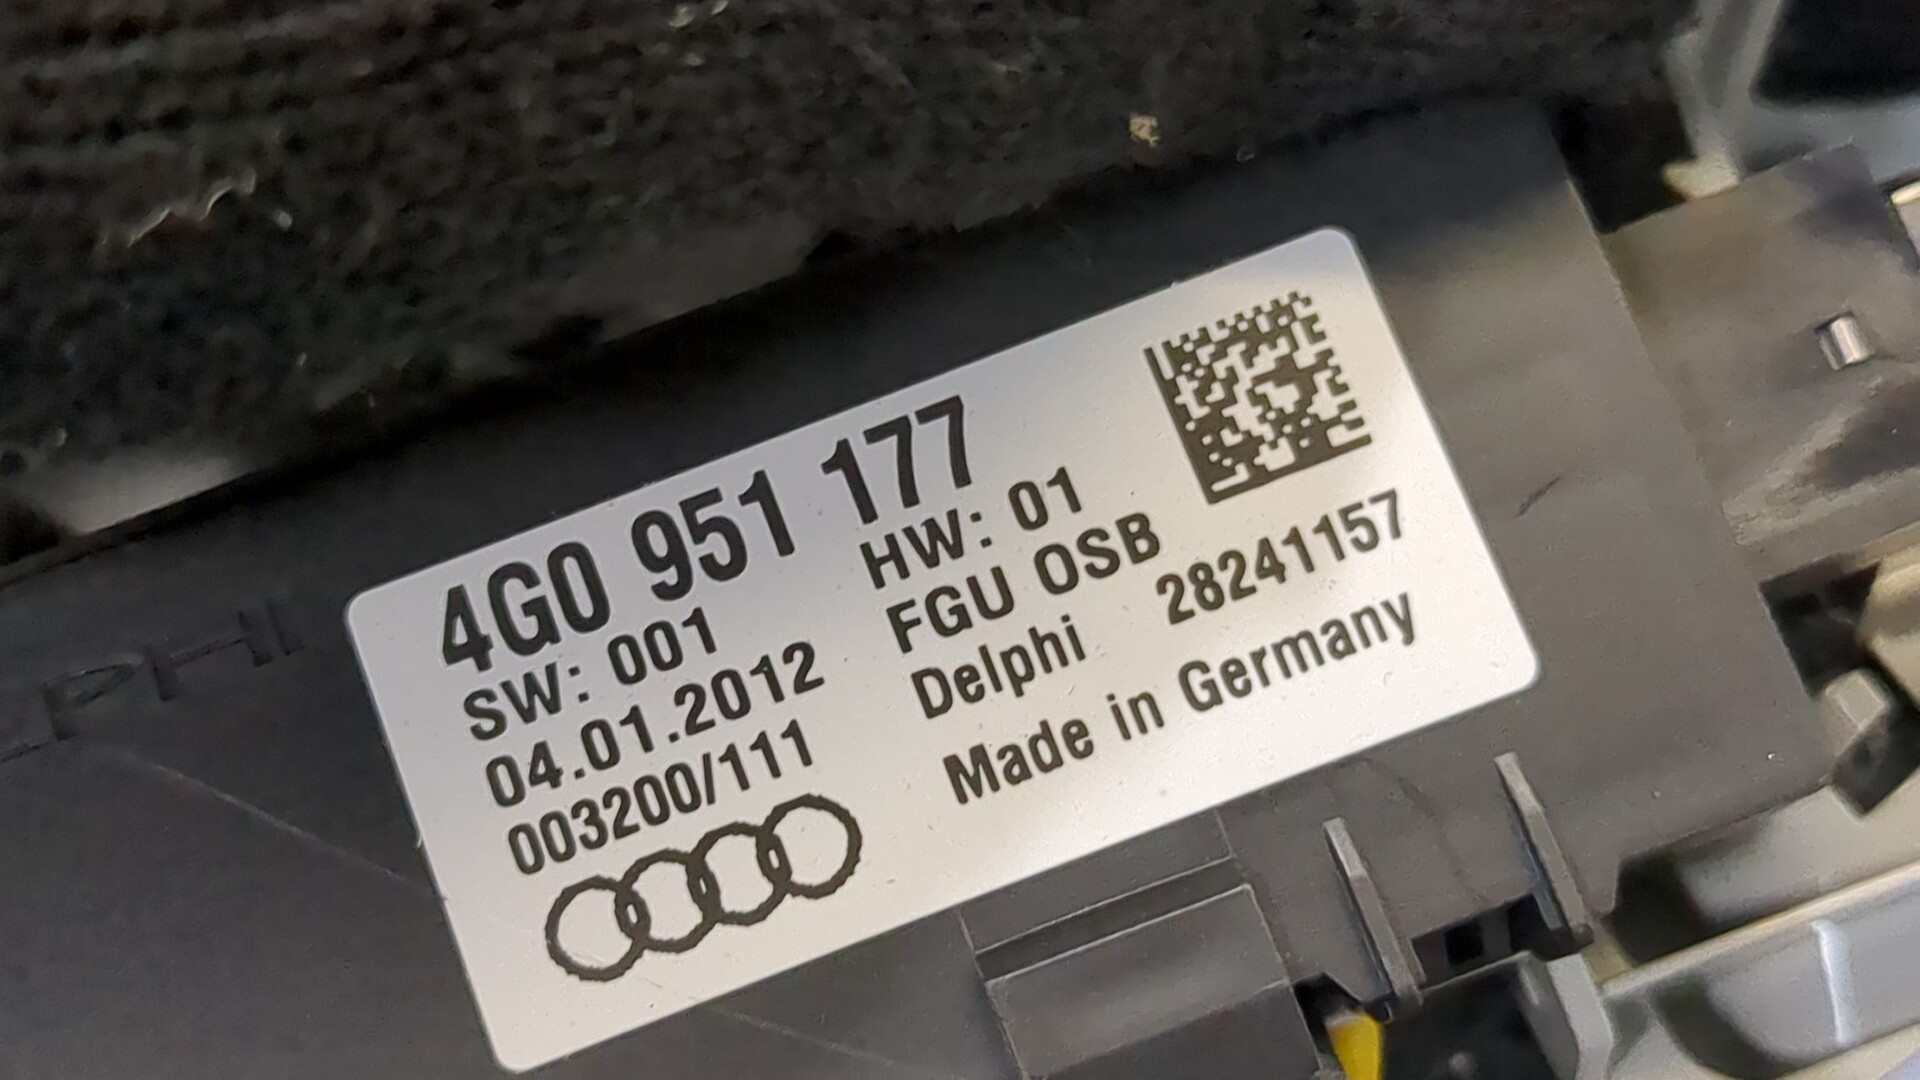 4G0 951 177
SW: 001 HW: 01
04.01.2012 FGU OSB
003200/111 Delphi 28241157
Made in Germany
PHI